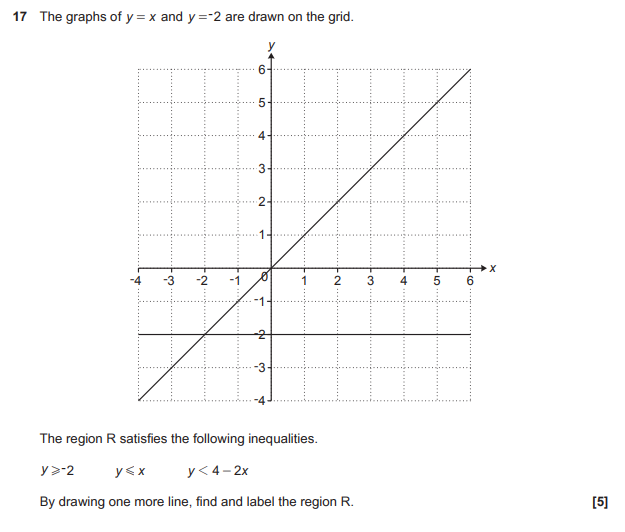 17 The graphs of y = x and y = ⁻2 are drawn on the grid.
y
6
5
4
3
2
1
-4 -3 -2 -1 0 1 2 3 4 5 6 x
-1
-2
-3
-4
The region R satisfies the following inequalities.
y ⩾ ⁻2 y ⩽ x y < 4 – 2x
By drawing one more line, find and label the region R. [5]